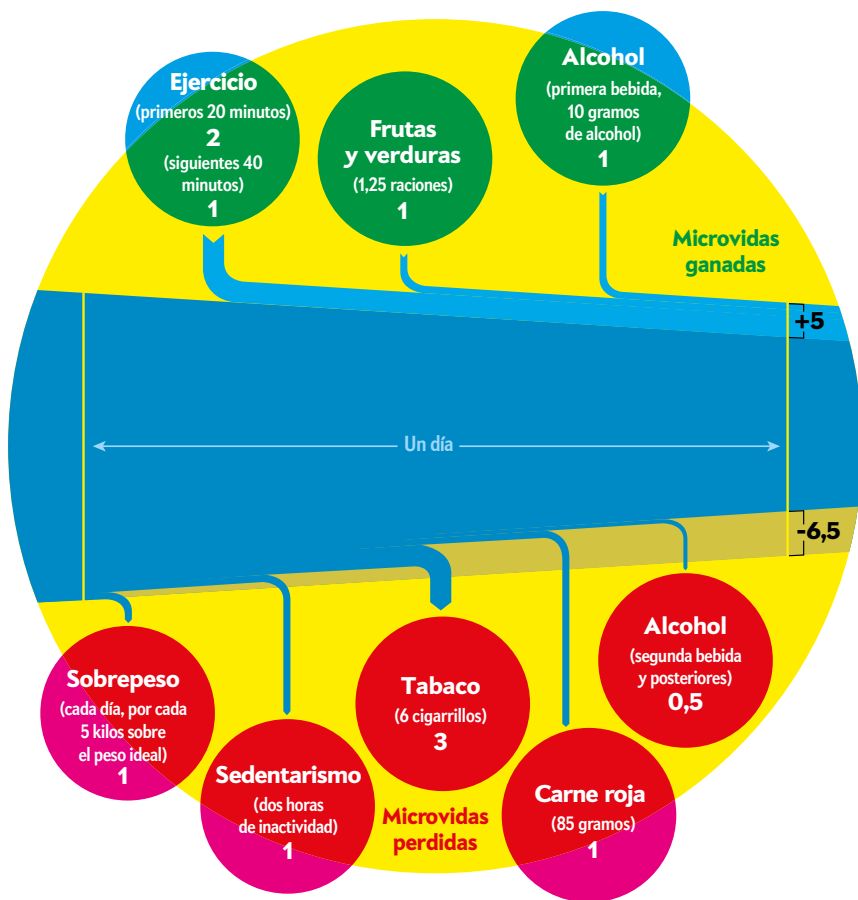 Ejercicio
(primeros 20 minutos)
2
(siguientes 40
minutos)
1
Frutas
y verduras
(1,25 raciones)
1
Alcohol
(primera bebida,
10 gramos
de alcohol)
1
Microvidas
ganadas
+5
Un día
-6,5
Sobrepeso
(cada día, por cada
5 kilos sobre
el peso ideal)
1
Sedentarismo
(dos horas
de inactividad)
1
Tabaco
(6 cigarrillos)
3
Microvidas
perdidas
Carne roja
(85 gramos)
1
Alcohol
(segunda bebida
y posteriores)
0,5